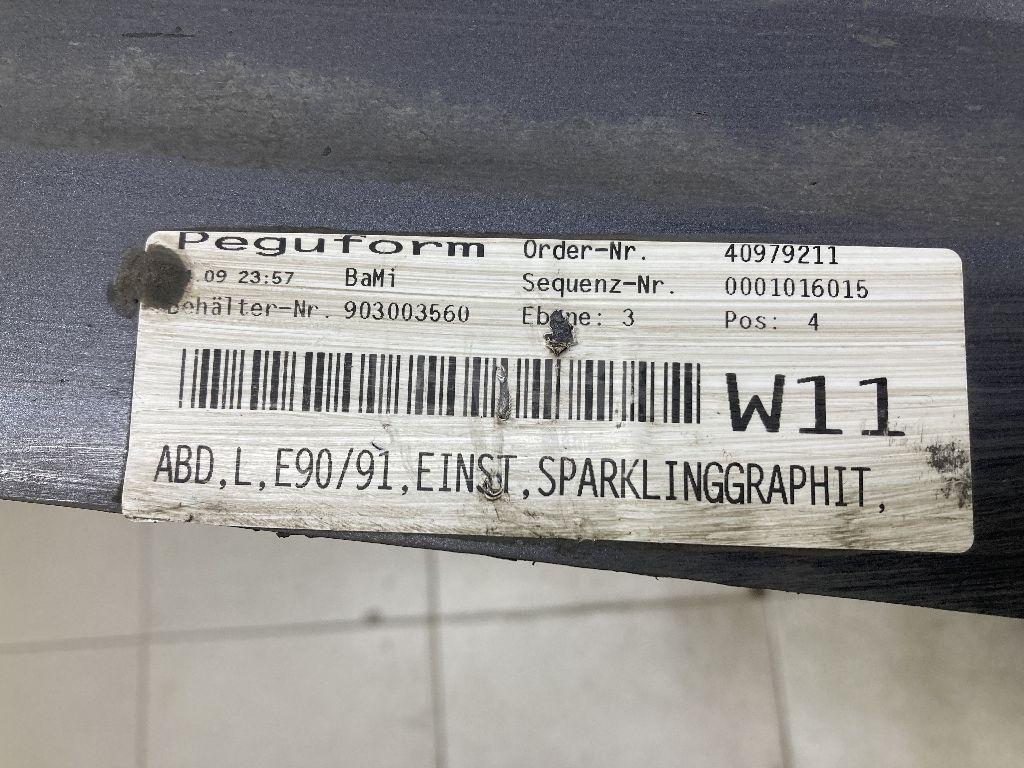 Peguform Order-Nr. 40979211
.09 23:57 BaMi Sequenz-Nr. 0001016015
Behälter-Nr. 903003560 Ebene: 3 Pos: 4
W11
ABD,L,E90/91,EINST,SPARKLINGGRAPHIT,